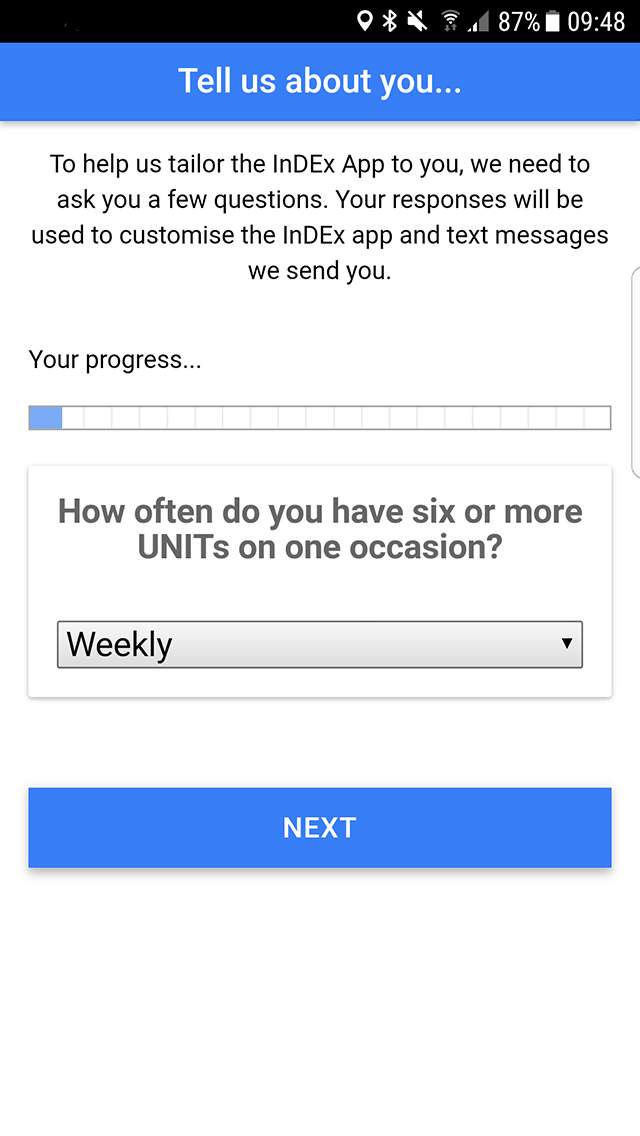 87% 09:48
Tell us about you...
To help us tailor the InDEx App to you, we need to
ask you a few questions. Your responses will be
used to customise the InDEx app and text messages
we send you.
Your progress...
How often do you have six or more
UNITs on one occasion?
Weekly
NEXT